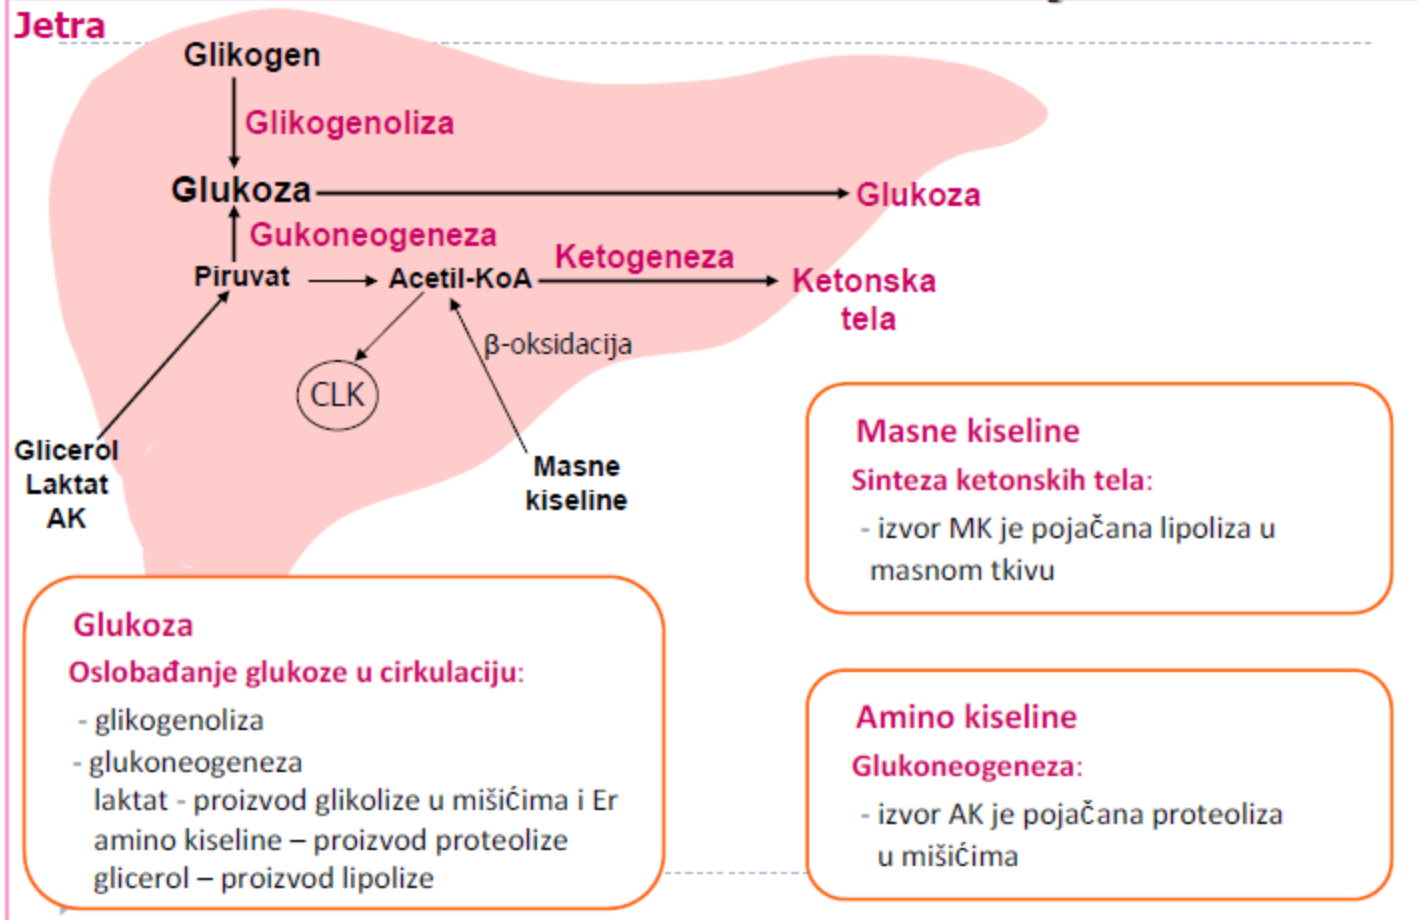 Jetra
Glikogen
Glikogenoliza
Glukoza
Glukoza
Gukoneogeneza
Ketogeneza
Piruvat
Acetil-KoA
Ketonska
tela
β-oksidacija
CLK
Glicerol
Laktat
AK
Masne
kiseline
Masne kiseline
Sinteza ketonskih tela:
- izvor MK je pojačana lipoliza u
masnom tkivu
Glukoza
Oslobađanje glukoze u cirkulaciju:
- glikogenoliza
- glukoneogeneza
laktat - proizvod glikolize u mišićima i Er
amino kiseline – proizvod proteolize
glicerol – proizvod lipolize
Amino kiseline
Glukoneogeneza:
- izvor AK je pojačana proteoliza
u mišićima